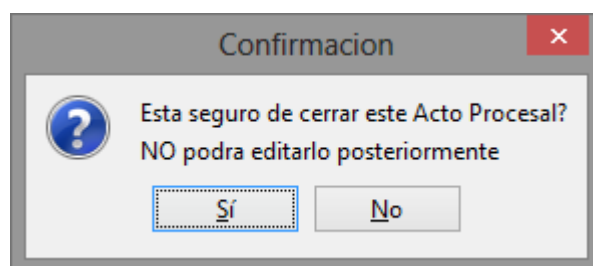 Confirmacion
Esta seguro de cerrar este Acto Procesal?
NO podra editarlo posteriormente
Sí No